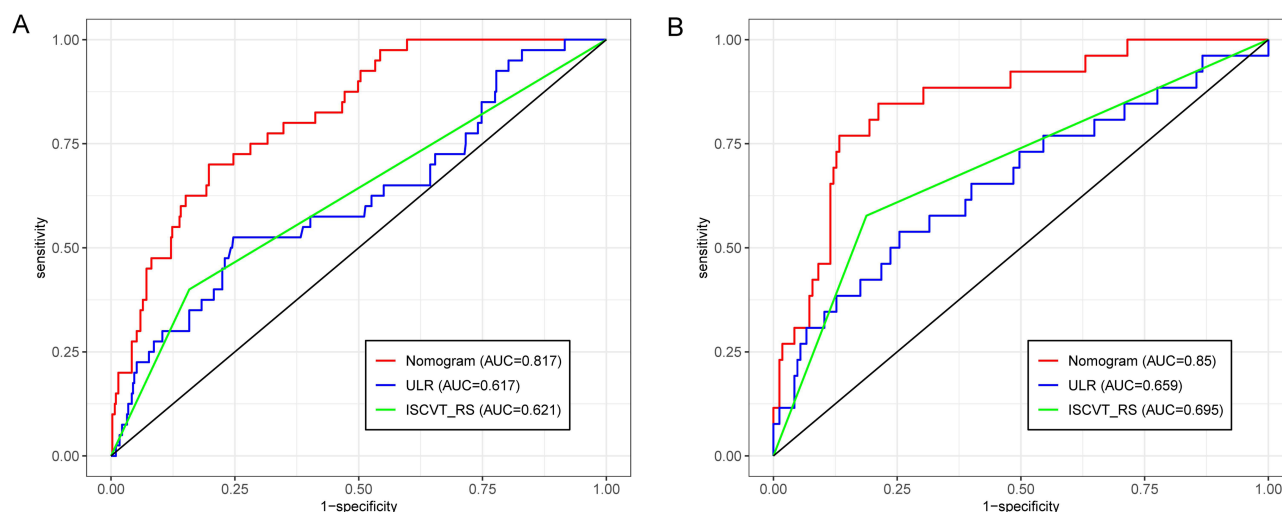 A
1.00
0.75
0.50
0.25
0.00
sensitivity
0.00
0.25
0.50
0.75
1.00
1−specificity
Nomogram (AUC=0.817)
ULR (AUC=0.617)
ISCVT_RS (AUC=0.621)
B
1.00
0.75
0.50
0.25
0.00
sensitivity
0.00
0.25
0.50
0.75
1.00
1−specificity
Nomogram (AUC=0.85)
ULR (AUC=0.659)
ISCVT_RS (AUC=0.695)